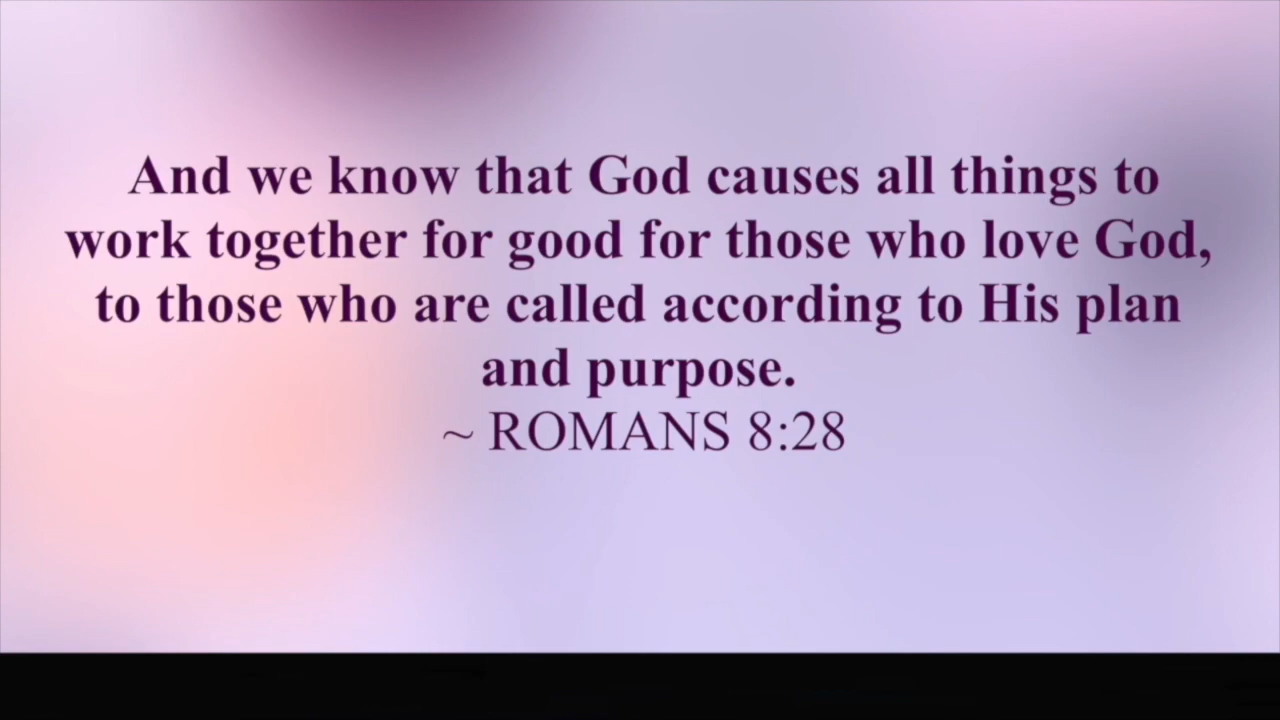 And we know that God causes all things to
work together for good for those who love God,
to those who are called according to His plan
and purpose.
~ ROMANS 8:28